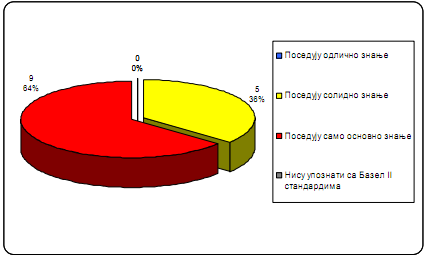 0
0%
9
64%
5
36%
Поседују одлично знање
Поседују солидно знање
Поседују само основно знање
Нису упознати са Базел II
стандардима